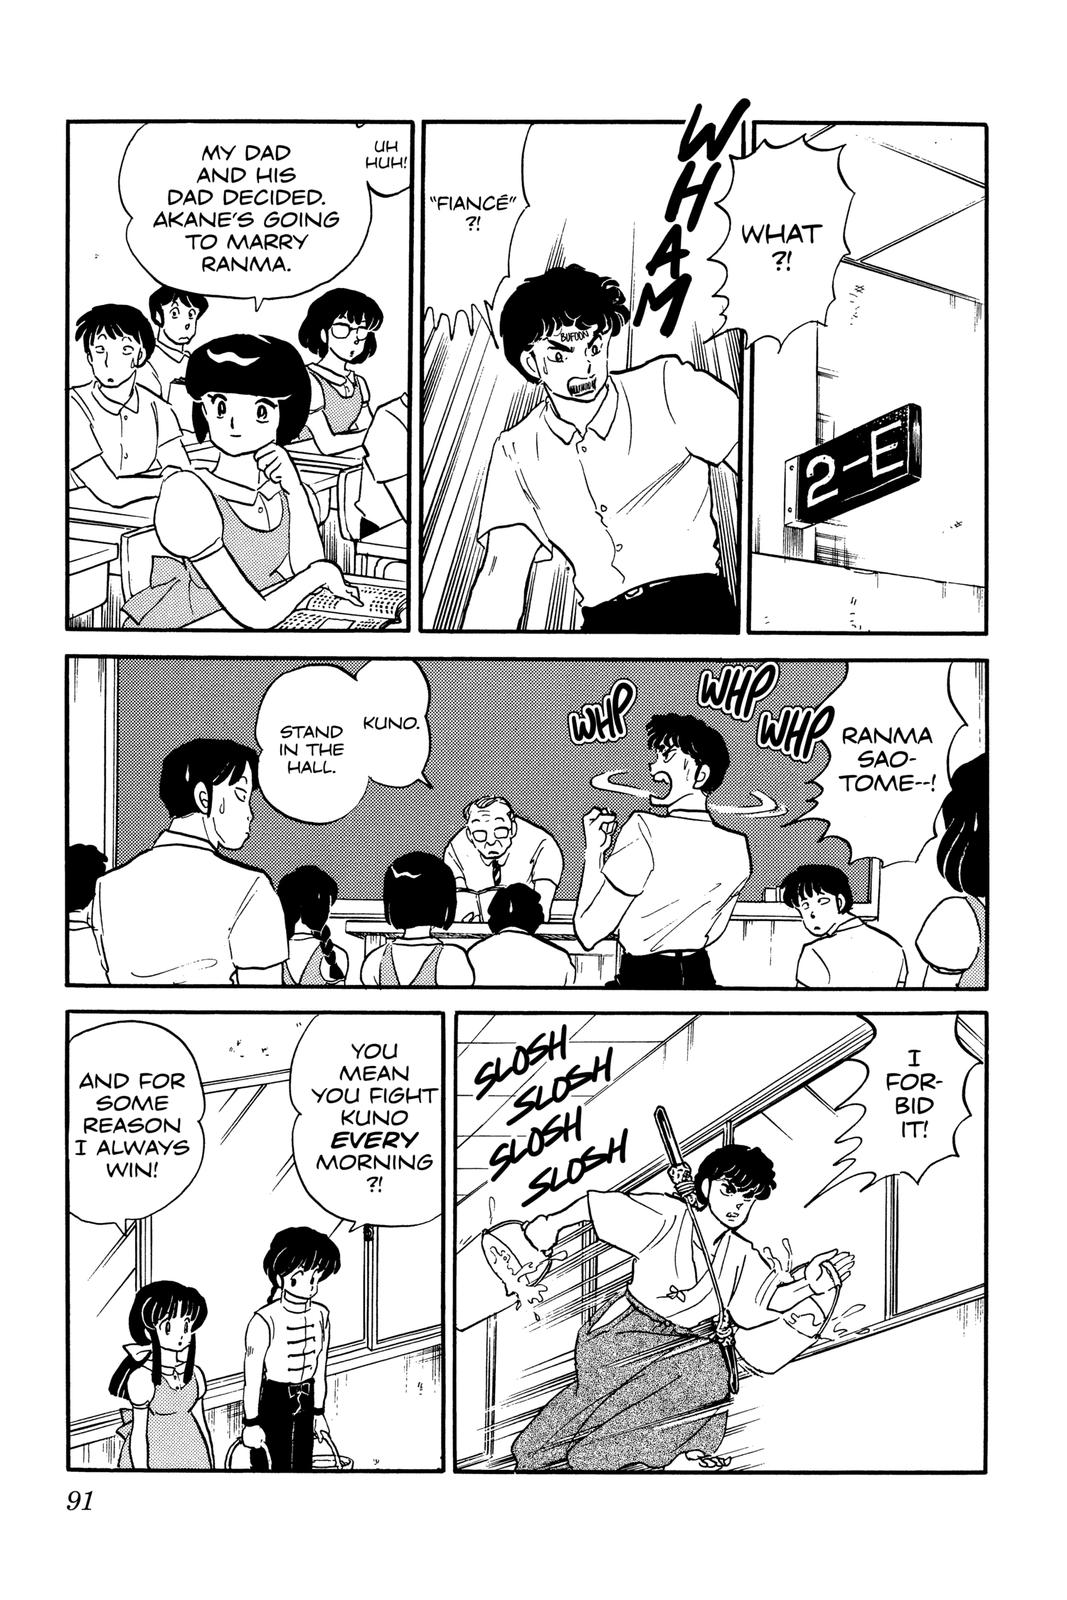 WHAT
?!
2-E
WHAM
"FIANCÉ"
?!
BUFOON
UH
HUH!
MY DAD
AND HIS
DAD DECIDED.
AKANE'S GOING
TO MARRY
RANMA.
RANMA
SAO-
TOME--!
WHP
WHP
WHP
KUNO.
STAND
IN THE
HALL.
I
FOR-
BID
IT!
SLOSH
SLOSH
SLOSH
SLOSH
YOU
MEAN
YOU FIGHT
KUNO
EVERY
MORNING
?!
AND FOR
SOME
REASON
I ALWAYS
WIN!
91